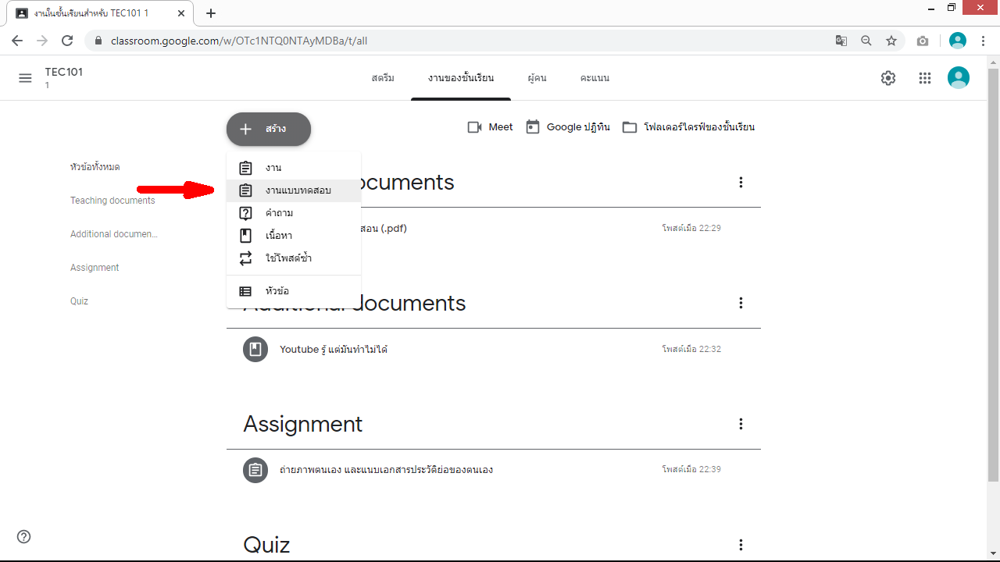 งานในชั้นเรียนสำหรับ TEC101 1
classroom.google.com/w/OTc1NTQ0NTAyMDBa/t/all
TEC101
1
สตรีม
งานของชั้นเรียน
ผู้คน
คะแนน
สร้าง
Meet
Google ปฏิทิน
โฟลเดอร์ไดรฟ์ของชั้นเรียน
หัวข้อทั้งหมด
Teaching documents
Additional documen...
Assignment
Quiz
งาน
งานแบบทดสอบ
คำถาม
เนื้อหา
ใช้โพสต์ซ้ำ
หัวข้อ
ocuments
สอน (.pdf)
โพสต์เมื่อ 22:29
Additional documents
Youtube รู้ แต่มันทำไม่ได้
โพสต์เมื่อ 22:32
Assignment
ถ่ายภาพตนเอง และแนบเอกสารประวัติย่อของตนเอง
โพสต์เมื่อ 22:39
Quiz